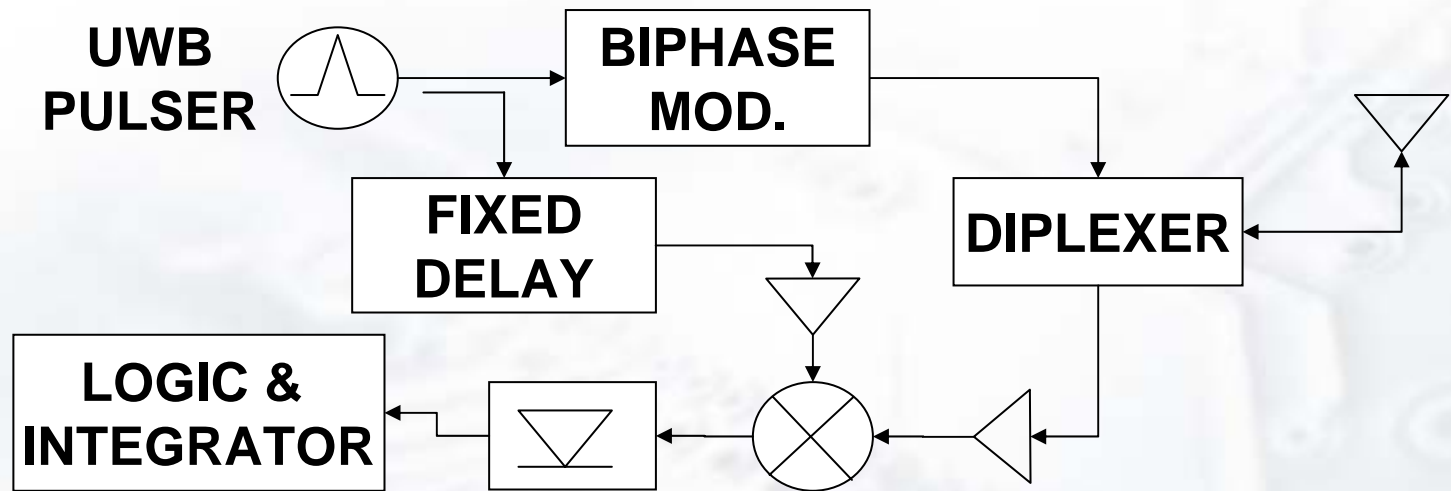 UWB
PULSER
BIPHASE
MOD.
FIXED
DELAY
DIPLEXER
LOGIC &
INTEGRATOR